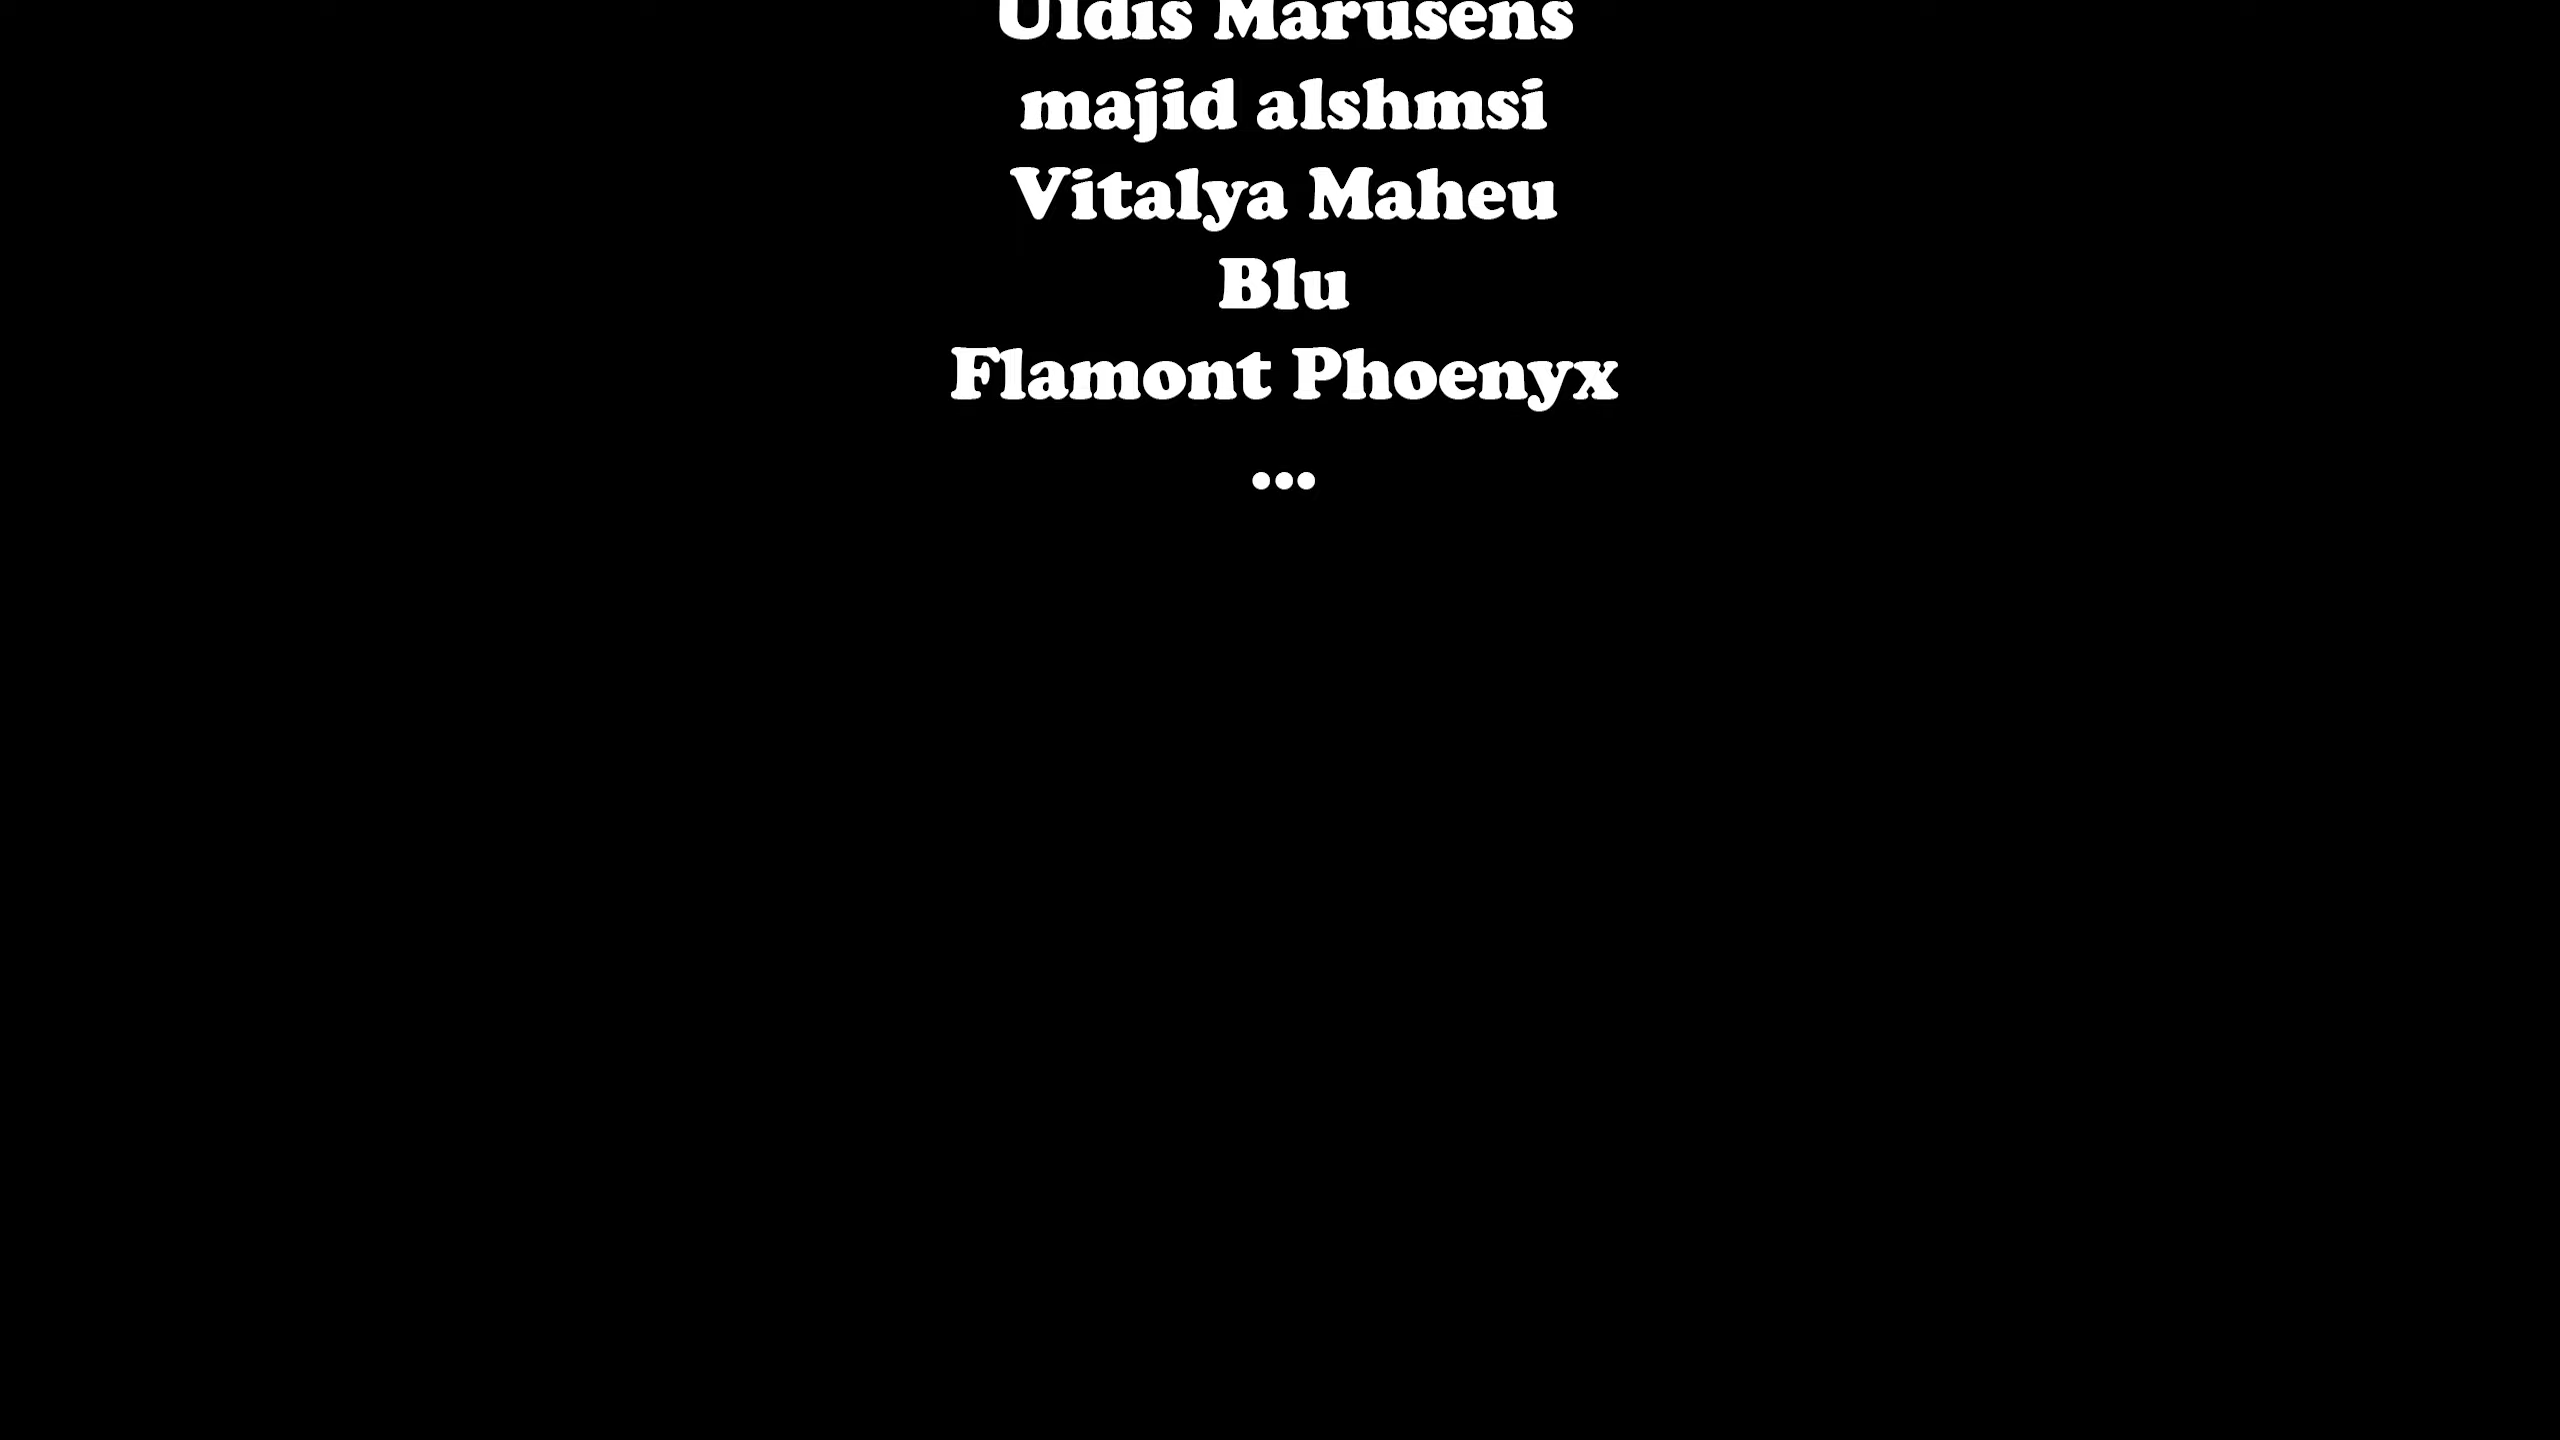 Uldis Marusens
majid alshmsi
Vitalya Maheu
Blu
Flamont Phoenyx
...